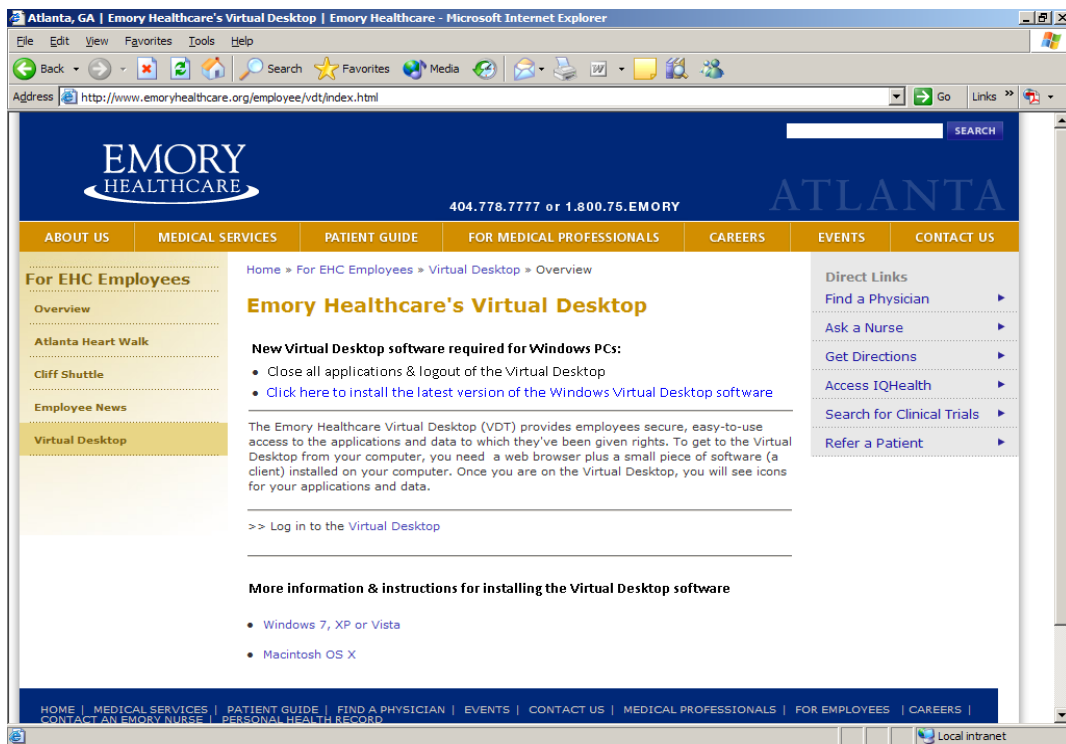 Atlanta, GA | Emory Healthcare's Virtual Desktop | Emory Healthcare - Microsoft Internet Explorer
File Edit View Favorites Tools Help
Back Search Favorites Media
Address http://www.emoryhealthcare.org/employee/vdt/index.html Go Links »
SEARCH
EMORY
HEALTHCARE
404.778.7777 or 1.800.75.EMORY
ATLANTA
ABOUT US MEDICAL SERVICES PATIENT GUIDE FOR MEDICAL PROFESSIONALS CAREERS EVENTS CONTACT US
For EHC Employees
Overview
Atlanta Heart Walk
Cliff Shuttle
Employee News
Virtual Desktop
Home » For EHC Employees » Virtual Desktop » Overview
Emory Healthcare's Virtual Desktop
New Virtual Desktop software required for Windows PCs:
• Close all applications & logout of the Virtual Desktop
• Click here to install the latest version of the Windows Virtual Desktop software
The Emory Healthcare Virtual Desktop (VDT) provides employees secure, easy-to-use
access to the applications and data to which they've been given rights. To get to the Virtual
Desktop from your computer, you need a web browser plus a small piece of software (a
client) installed on your computer. Once you are on the Virtual Desktop, you will see icons
for your applications and data.
>> Log in to the Virtual Desktop
More information & instructions for installing the Virtual Desktop software
• Windows 7, XP or Vista
• Macintosh OS X
Direct Links
Find a Physician
Ask a Nurse
Get Directions
Access IQHealth
Search for Clinical Trials
Refer a Patient
HOME | MEDICAL SERVICES | PATIENT GUIDE | FIND A PHYSICIAN | EVENTS | CONTACT US | MEDICAL PROFESSIONALS | FOR EMPLOYEES | CAREERS |
CONTACT AN EMORY NURSE | PERSONAL HEALTH RECORD
Local intranet